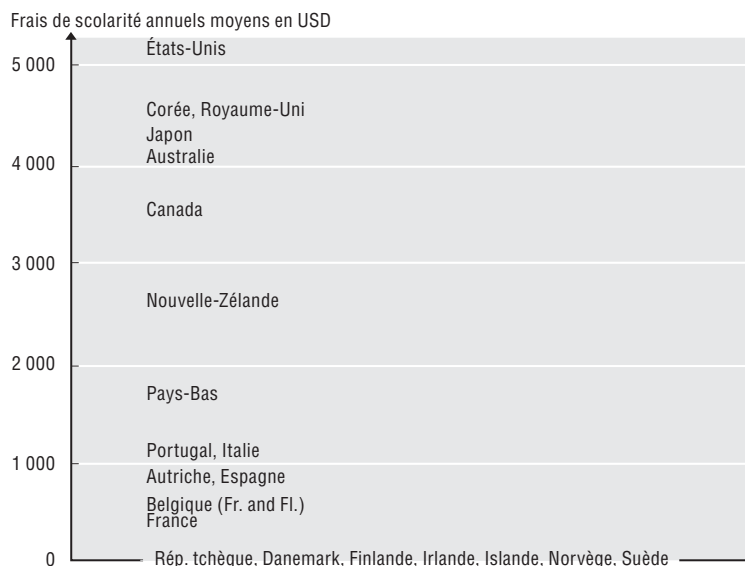 Frais de scolarité annuels moyens en USD
États-Unis
5 000
Corée, Royaume-Uni
Japon
Australie
4 000
Canada
3 000
Nouvelle-Zélande
2 000
Pays-Bas
Portugal, Italie
1 000
Autriche, Espagne
Belgique (Fr. and Fl.)
France
0
Rép. tchèque, Danemark, Finlande, Irlande, Islande, Norvège, Suède